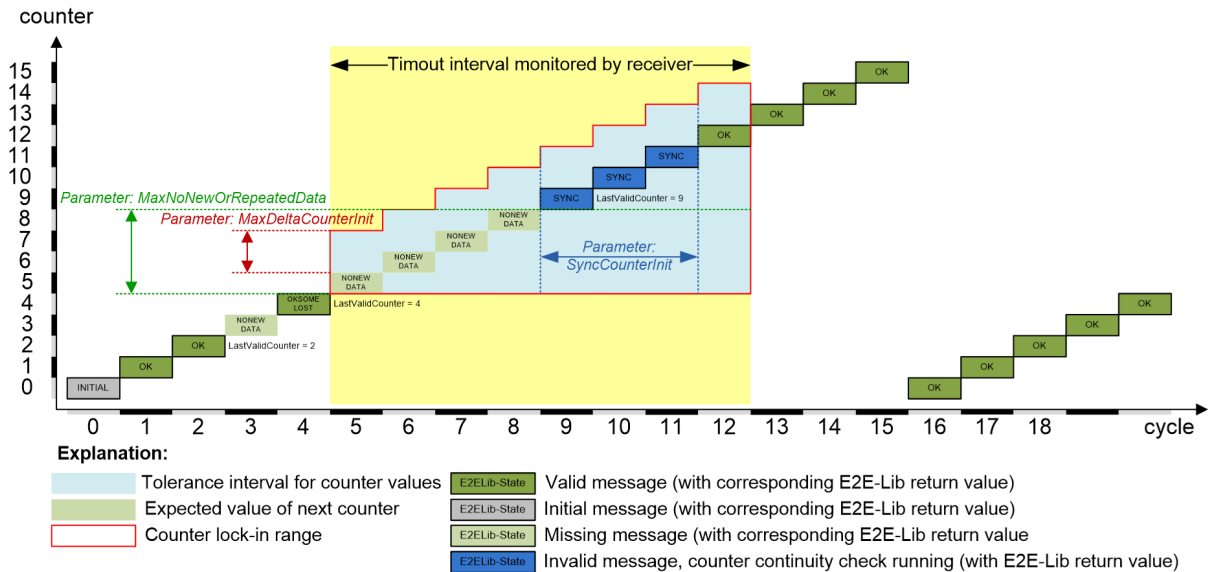 counter
15
14
13
12
11
10
9
8
7
6
5
4
3
2
1
0
Timout interval monitored by receiver
OK
OK
OK
OK
SYNC
SYNC
SYNC
LastValidCounter = 9
Parameter: MaxNoNewOrRepeatedData
Parameter: MaxDeltaCounterInit
NONEW
DATA
NONEW
DATA
NONEW
DATA
NONEW
DATA
Parameter:
SyncCounterInit
OKSOME
LOST
LastValidCounter = 4
NONEW
DATA
OK
LastValidCounter = 2
OK
INITIAL
OK
OK
OK
OK
OK
0 1 2 3 4 5 6 7 8 9 10 11 12 13 14 15 16 17 18 cycle
Explanation:
Tolerance interval for counter values
Expected value of next counter
Counter lock-in range
E2ELib-State Valid message (with corresponding E2E-Lib return value)
E2ELib-State Initial message (with corresponding E2E-Lib return value)
E2ELib-State Missing message (with corresponding E2E-Lib return value
E2ELib-State Invalid message, counter continuity check running (with E2E-Lib return value)